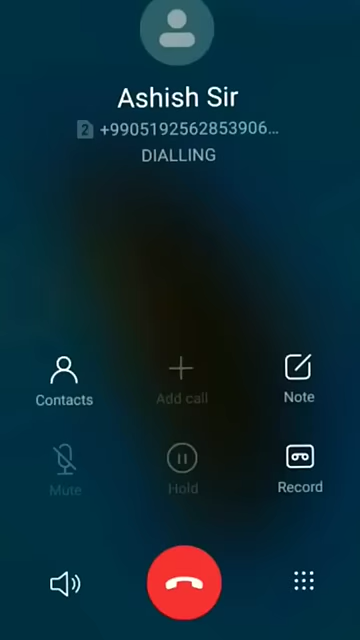 Ashish Sir
2 +9905192562853906...
DIALLING
Contacts
Add call
Note
Mute
Hold
Record